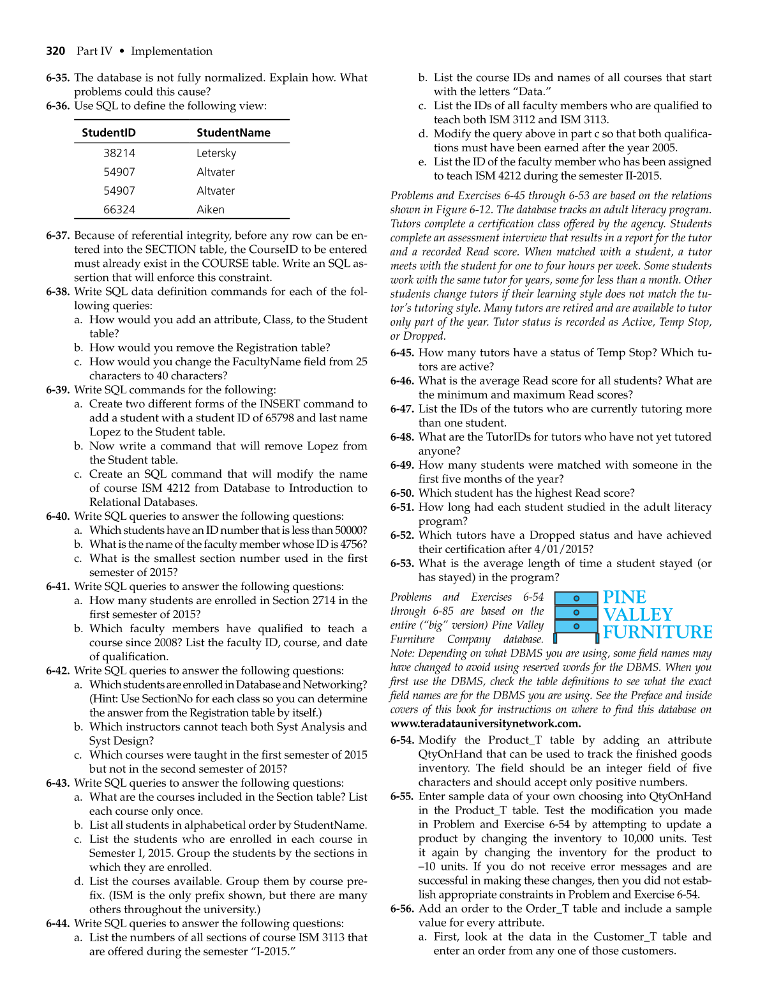 320 Part IV • Implementation
6-35. The database is not fully normalized. Explain how. What
problems could this cause?
6-36. Use SQL to define the following view:
StudentID StudentName
38214 Letersky
54907 Altvater
54907 Altvater
66324 Aiken
6-37. Because of referential integrity, before any row can be en-
tered into the SECTION table, the CourseID to be entered
must already exist in the COURSE table. Write an SQL as-
sertion that will enforce this constraint.
6-38. Write SQL data definition commands for each of the fol-
lowing queries:
a. How would you add an attribute, Class, to the Student
table?
b. How would you remove the Registration table?
c. How would you change the FacultyName field from 25
characters to 40 characters?
6-39. Write SQL commands for the following:
a. Create two different forms of the INSERT command to
add a student with a student ID of 65798 and last name
Lopez to the Student table.
b. Now write a command that will remove Lopez from
the Student table.
c. Create an SQL command that will modify the name
of course ISM 4212 from Database to Introduction to
Relational Databases.
6-40. Write SQL queries to answer the following questions:
a. Which students have an ID number that is less than 50000?
b. What is the name of the faculty member whose ID is 4756?
c. What is the smallest section number used in the first
semester of 2015?
6-41. Write SQL queries to answer the following questions:
a. How many students are enrolled in Section 2714 in the
first semester of 2015?
b. Which faculty members have qualified to teach a
course since 2008? List the faculty ID, course, and date
of qualification.
6-42. Write SQL queries to answer the following questions:
a. Which students are enrolled in Database and Networking?
(Hint: Use SectionNo for each class so you can determine
the answer from the Registration table by itself.)
b. Which instructors cannot teach both Syst Analysis and
Syst Design?
c. Which courses were taught in the first semester of 2015
but not in the second semester of 2015?
6-43. Write SQL queries to answer the following questions:
a. What are the courses included in the Section table? List
each course only once.
b. List all students in alphabetical order by StudentName.
c. List the students who are enrolled in each course in
Semester I, 2015. Group the students by the sections in
which they are enrolled.
d. List the courses available. Group them by course pre-
fix. (ISM is the only prefix shown, but there are many
others throughout the university.)
6-44. Write SQL queries to answer the following questions:
a. List the numbers of all sections of course ISM 3113 that
are offered during the semester “I-2015.”
b. List the course IDs and names of all courses that start
with the letters “Data.”
c. List the IDs of all faculty members who are qualified to
teach both ISM 3112 and ISM 3113.
d. Modify the query above in part c so that both qualifica-
tions must have been earned after the year 2005.
e. List the ID of the faculty member who has been assigned
to teach ISM 4212 during the semester II-2015.
Problems and Exercises 6-45 through 6-53 are based on the relations
shown in Figure 6-12. The database tracks an adult literacy program.
Tutors complete a certification class offered by the agency. Students
complete an assessment interview that results in a report for the tutor
and a recorded Read score. When matched with a student, a tutor
meets with the student for one to four hours per week. Some students
work with the same tutor for years, some for less than a month. Other
students change tutors if their learning style does not match the tu-
tor’s tutoring style. Many tutors are retired and are available to tutor
only part of the year. Tutor status is recorded as Active, Temp Stop,
or Dropped.
6-45. How many tutors have a status of Temp Stop? Which tu-
tors are active?
6-46. What is the average Read score for all students? What are
the minimum and maximum Read scores?
6-47. List the IDs of the tutors who are currently tutoring more
than one student.
6-48. What are the TutorIDs for tutors who have not yet tutored
anyone?
6-49. How many students were matched with someone in the
first five months of the year?
6-50. Which student has the highest Read score?
6-51. How long had each student studied in the adult literacy
program?
6-52. Which tutors have a Dropped status and have achieved
their certification after 4/01/2015?
6-53. What is the average length of time a student stayed (or
has stayed) in the program?
Problems and Exercises 6-54
through 6-85 are based on the
entire (“big” version) Pine Valley
Furniture Company database.
PINE
VALLEY
FURNITURE
Note: Depending on what DBMS you are using, some field names may
have changed to avoid using reserved words for the DBMS. When you
first use the DBMS, check the table definitions to see what the exact
field names are for the DBMS you are using. See the Preface and inside
covers of this book for instructions on where to find this database on
www.teradatauniversitynetwork.com.
6-54. Modify the Product_T table by adding an attribute
QtyOnHand that can be used to track the finished goods
inventory. The field should be an integer field of five
characters and should accept only positive numbers.
6-55. Enter sample data of your own choosing into QtyOnHand
in the Product_T table. Test the modification you made
in Problem and Exercise 6-54 by attempting to update a
product by changing the inventory to 10,000 units. Test
it again by changing the inventory for the product to
–10 units. If you do not receive error messages and are
successful in making these changes, then you did not estab-
lish appropriate constraints in Problem and Exercise 6-54.
6-56. Add an order to the Order_T table and include a sample
value for every attribute.
a. First, look at the data in the Customer_T table and
enter an order from any one of those customers.